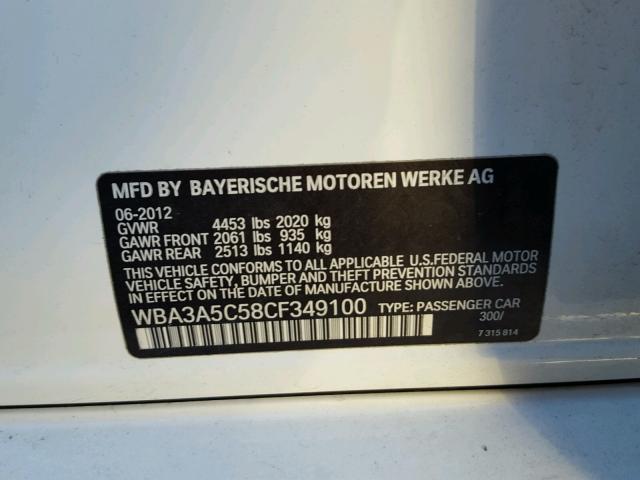 MFD BY BAYERISCHE MOTOREN WERKE AG
06-2012
GVWR 4453 lbs 2020 kg
GAWR FRONT 2061 lbs 935 kg
GAWR REAR 2513 lbs 1140 kg
THIS VEHICLE CONFORMS TO ALL APPLICABLE U.S.FEDERAL MOTOR
VEHICLE SAFETY, BUMPER AND THEFT PREVENTION STANDARDS
IN EFFECT ON THE DATE OF MANUFACTURE SHOWN ABOVE.
WBA3A5C58CF349100 TYPE: PASSENGER CAR
300/
7 315 814